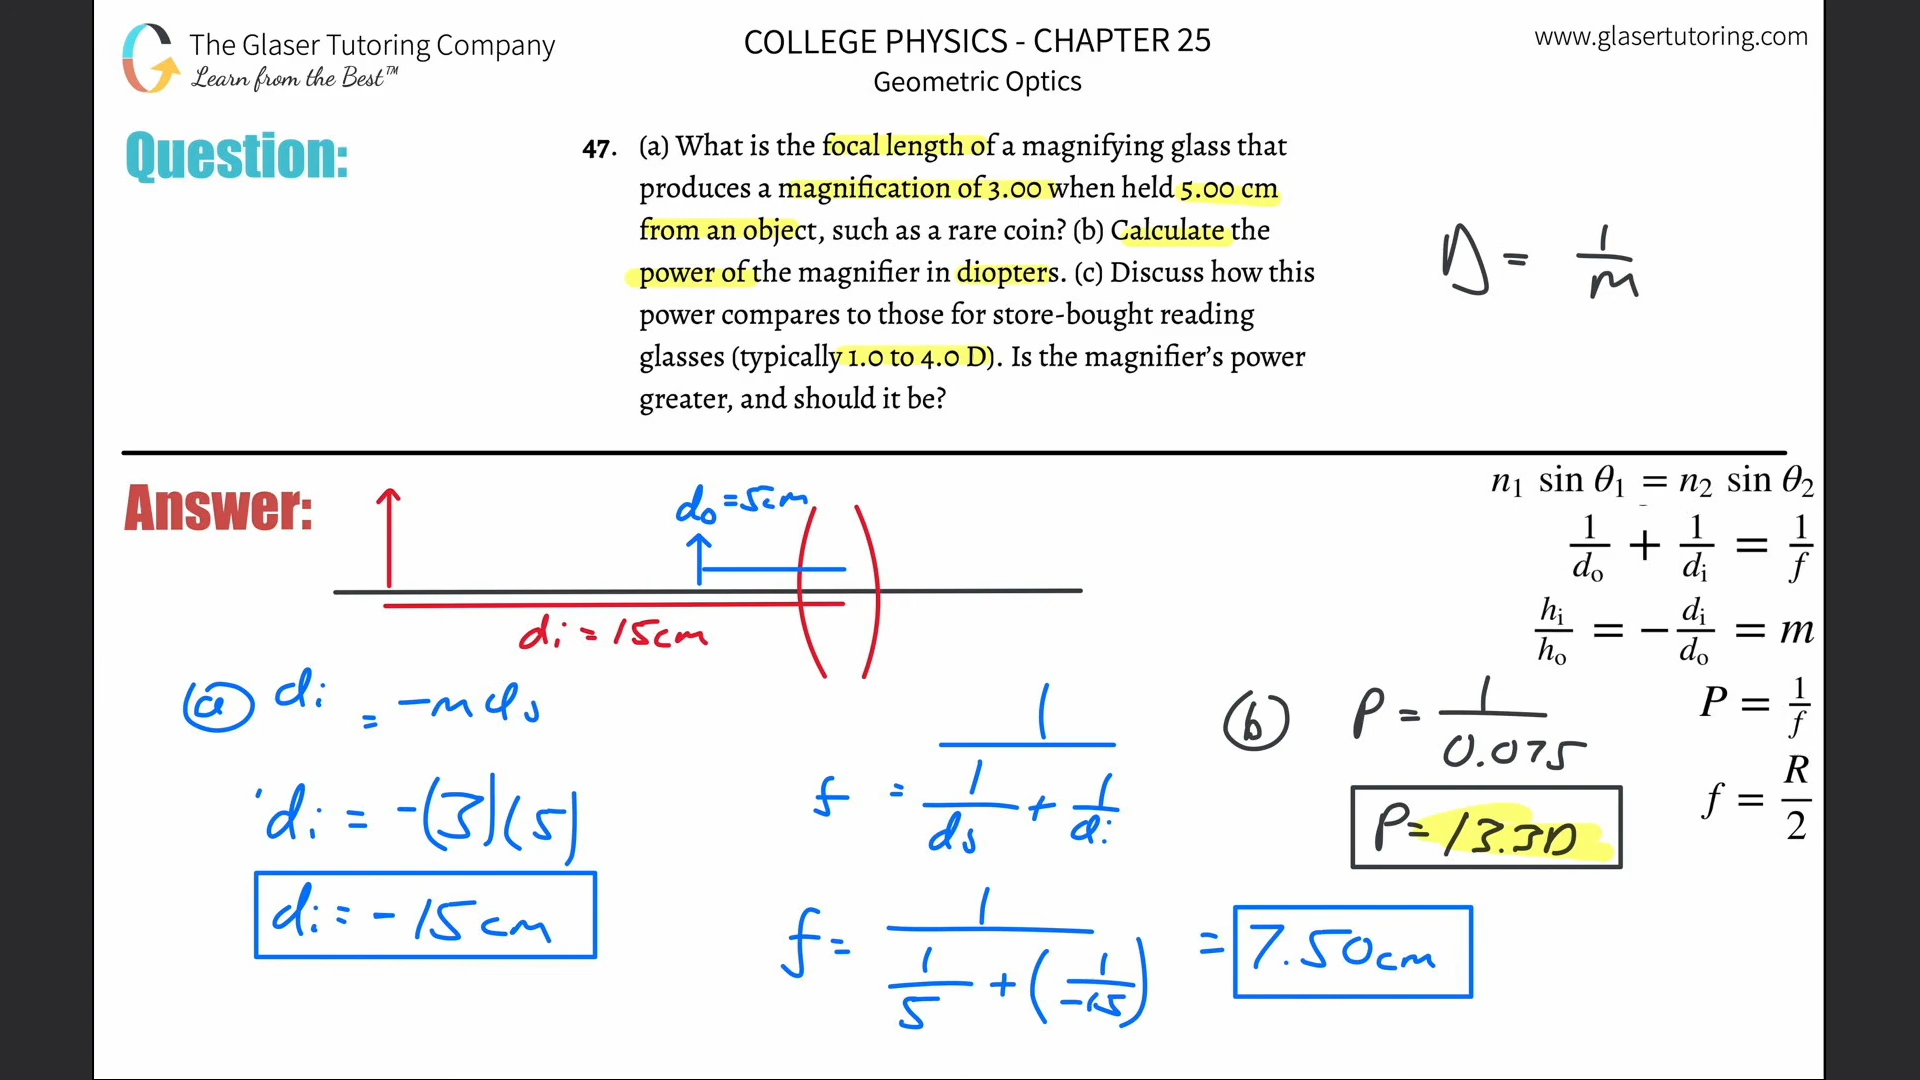 The Glaser Tutoring Company
Learn from the Best™
COLLEGE PHYSICS - CHAPTER 25
Geometric Optics
www.glasertutoring.com
Question:
47. (a) What is the focal length of a magnifying glass that
produces a magnification of 3.00 when held 5.00 cm
from an object, such as a rare coin? (b) Calculate the
power of the magnifier in diopters. (c) Discuss how this
power compares to those for store-bought reading
glasses (typically 1.0 to 4.0 D). Is the magnifier’s power
greater, and should it be?
D = 1/m
Answer:
do = 5cm
di = 15cm
n1 sin θ1 = n2 sin θ2
1/do + 1/di = 1/f
hi/ho = − di/do = m
P = 1/f
f = R/2
(a) di = -m do
di = -(3)(5)
di = -15cm
f = 1/(1/do + 1/di)
f = 1/(1/5 + (1/-15)) = 7.50cm
(b) P = 1/0.075
P = 13.3D